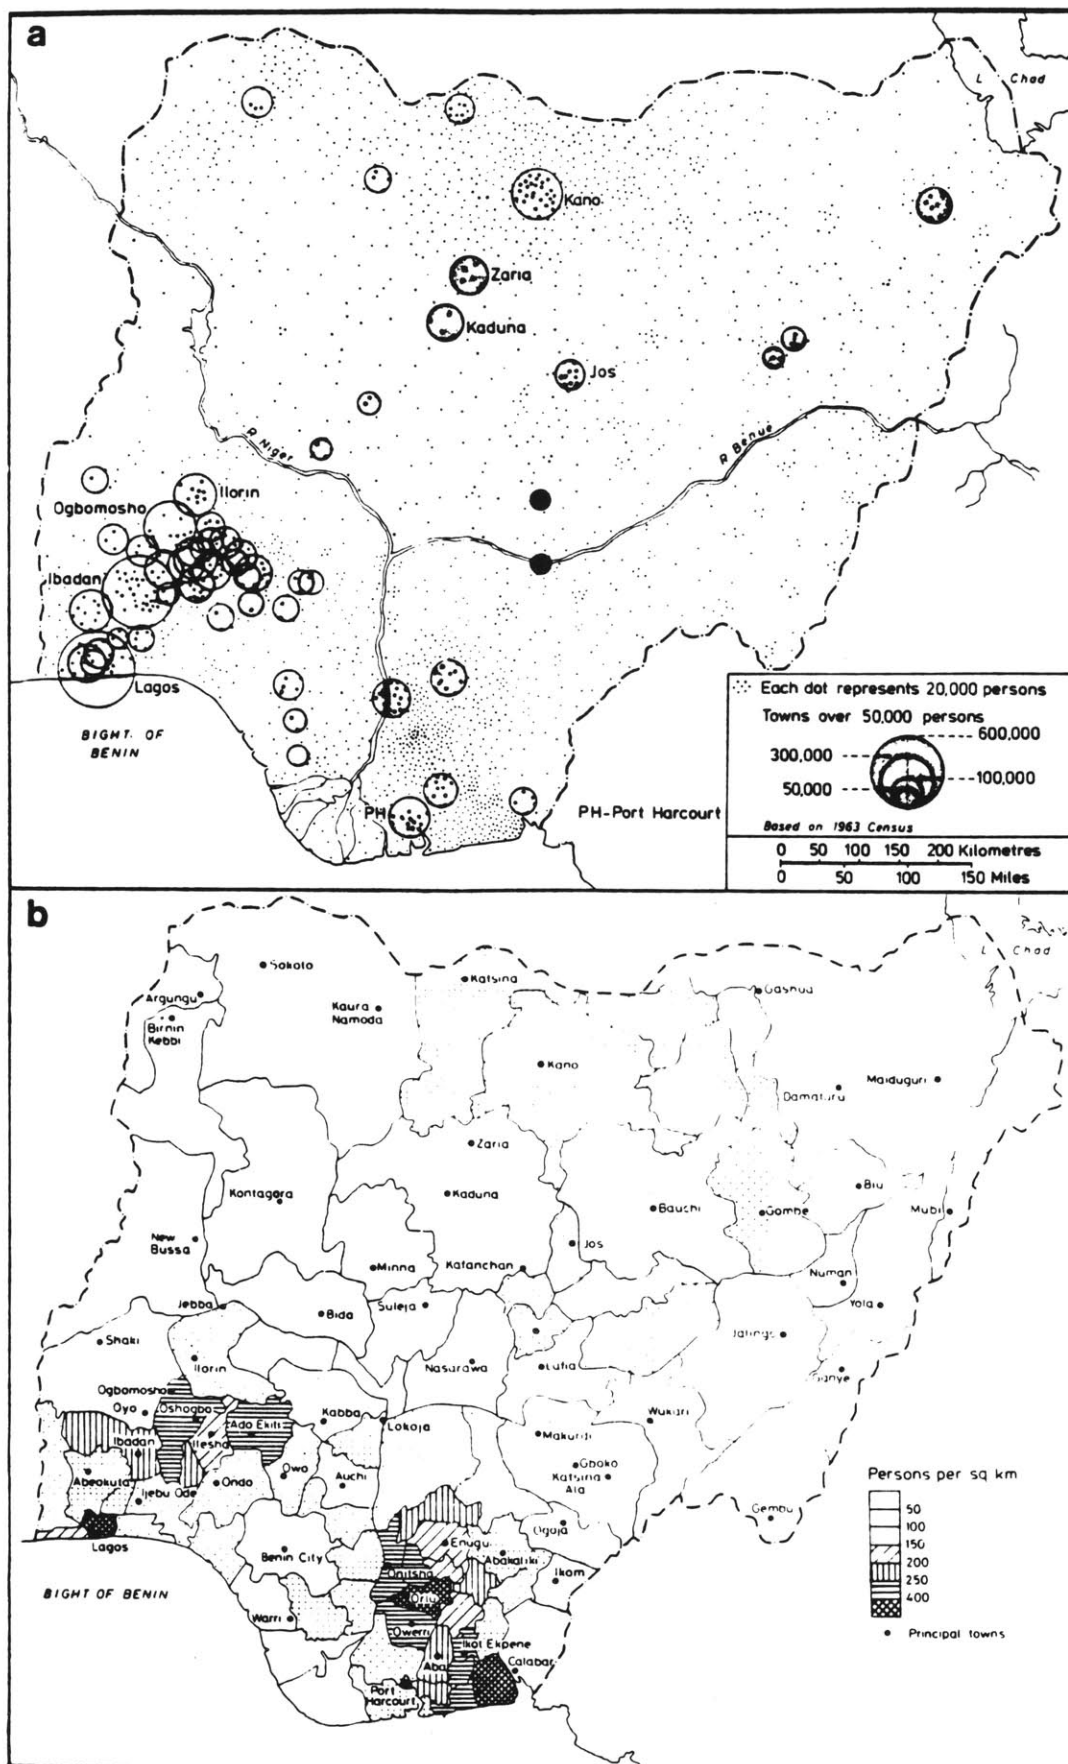 a
L Chad
Kano
Zaria
Kaduna
Jos
R Niger
R Benue
Ilorin
Ogbomosho
Ibadan
Lagos
BIGHT OF
BENIN
PH
PH-Port Harcourt
Each dot represents 20,000 persons
Towns over 50,000 persons
600,000
300,000
100,000
50,000
Based on 1963 Census
0 50 100 150 200 Kilometres
0 50 100 150 Miles
b
L Chad
Sokoto
Katsina
Gashua
Argungu
Kaura
Namoda
Birnin
Kebbi
Kano
Maiduguri
Damaturu
Zaria
Kontagora
Kaduna
Biu
Bauchi
Gombe
Mubi
New
Bussa
Jos
Minna
Kafanchan
Numan
Jebba
Bida
Suleja
Yola
Shaki
Jalingo
Ilorin
Nasarawa
Lafia
Ganye
Ogbomosho
Oyo
Oshogbo
Ado Ekiti
Kabba
Lokoja
Wukari
Ilesha
Makurdi
Ibadan
Gboko
Abeokuta
Ondo
Owo
Auchi
Katsina
Ala
Ijebu Ode
Gembu
Lagos
Ogoja
Benin City
Enugu
Abakaliki
Onitsha
Ikom
BIGHT OF BENIN
Orlu
Warri
Owerri
Ikot Ekpene
Aba
Calabar
Port
Harcourt
Persons per sq km
50
100
150
200
250
400
Principal towns